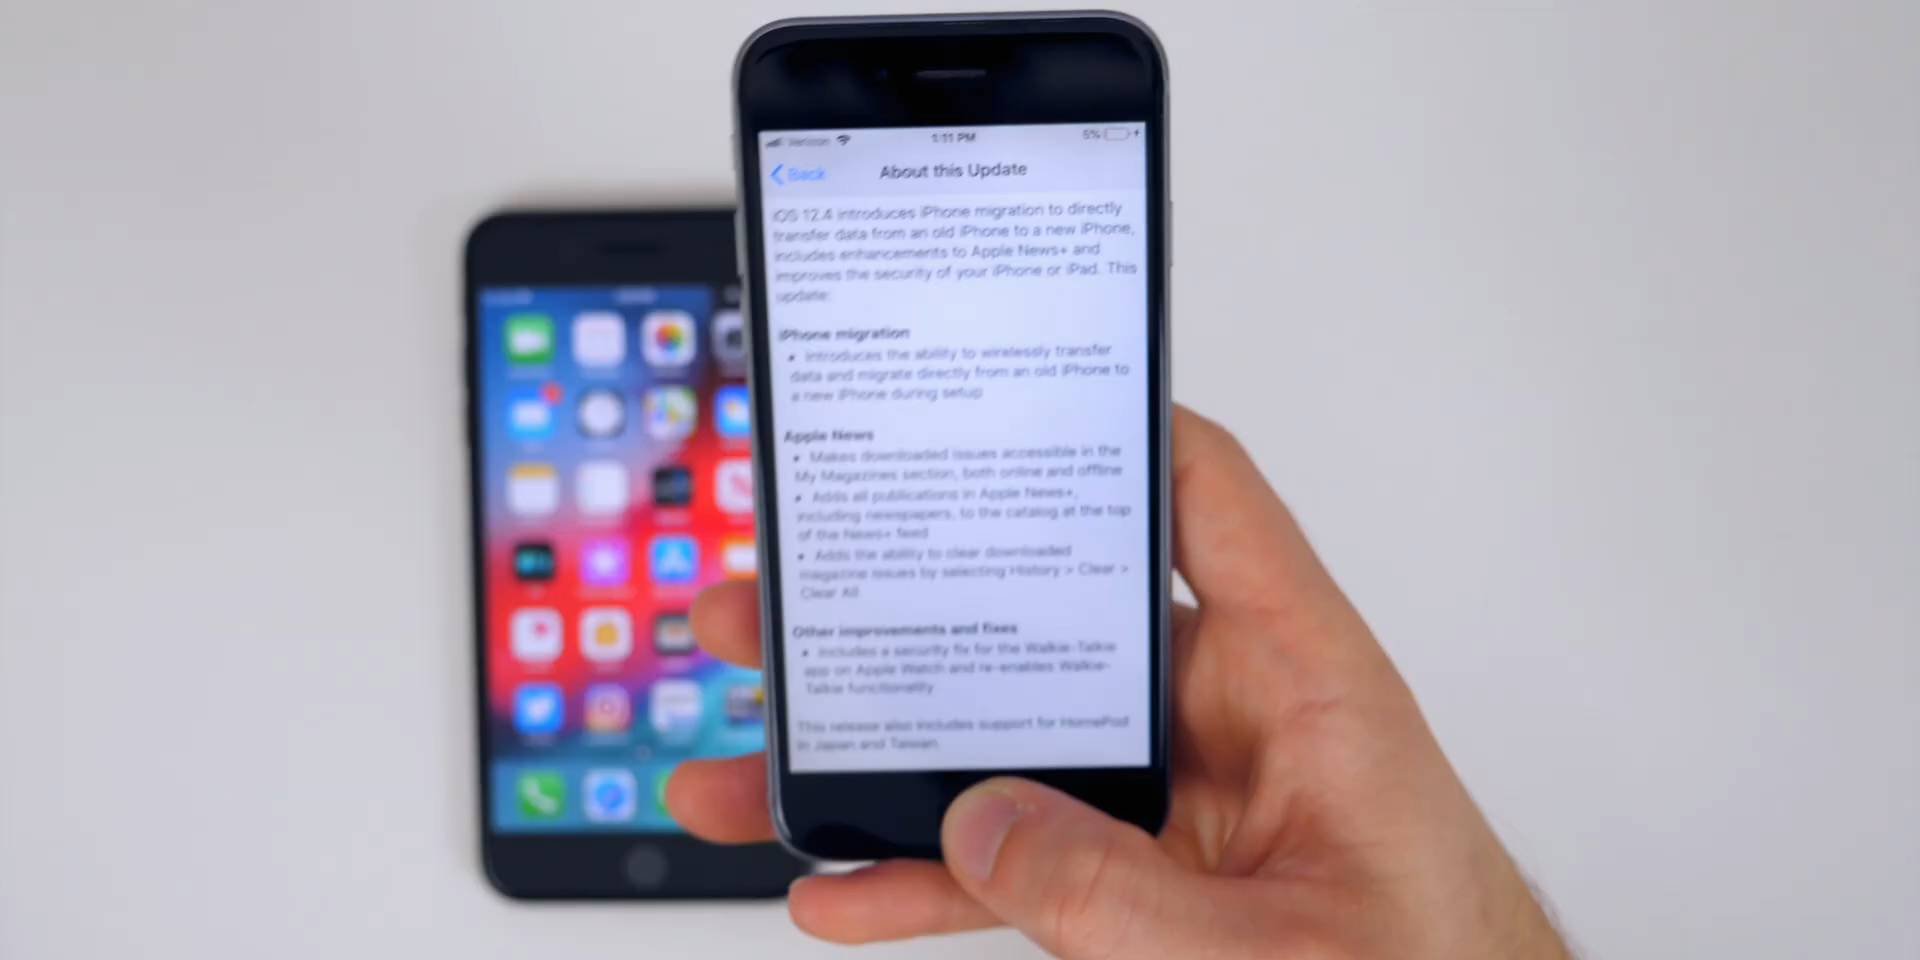 Verizon 1:11 PM 5%
Back About this Update
iOS 12.4 introduces iPhone migration to directly
transfer data from an old iPhone to a new iPhone,
includes enhancements to Apple News+ and
improves the security of your iPhone or iPad. This
update:
iPhone migration
• Introduces the ability to wirelessly transfer
data and migrate directly from an old iPhone to
a new iPhone during setup
Apple News
• Makes downloaded issues accessible in the
My Magazines section, both online and offline
• Adds all publications in Apple News+,
including newspapers, to the catalog at the top
of the News+ feed
• Adds the ability to clear downloaded
magazine issues by selecting History > Clear >
Clear All
Other improvements and fixes
• Includes a security fix for the Walkie-Talkie
app on Apple Watch and re-enables Walkie-
Talkie functionality
This release also includes support for HomePod
in Japan and Taiwan.